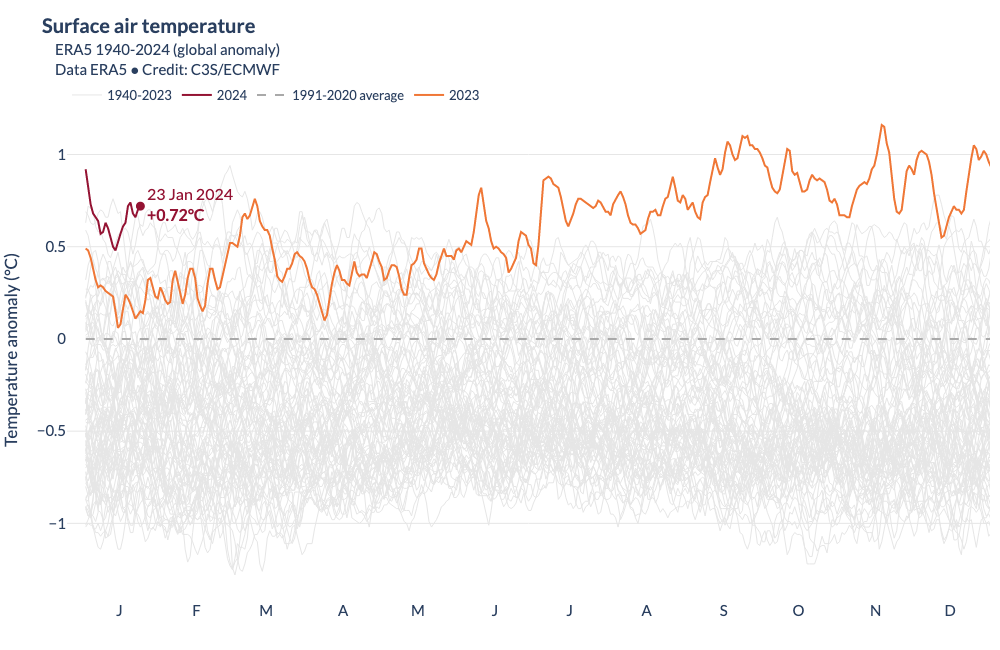 Surface air temperature
ERA5 1940-2024 (global anomaly)
Data ERA5 ● Credit: C3S/ECMWF
1940-2023 2024 1991-2020 average 2023
Temperature anomaly (°C)
1
0.5
0
−0.5
−1
23 Jan 2024
+0.72°C
J F M A M J J A S O N D